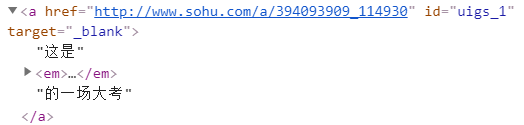 ▼<a href="http://www.sohu.com/a/394093909_114930" id="uigs_1"
target="_blank">
"这是"
▶<em>…</em>
"的一场大考"
</a>